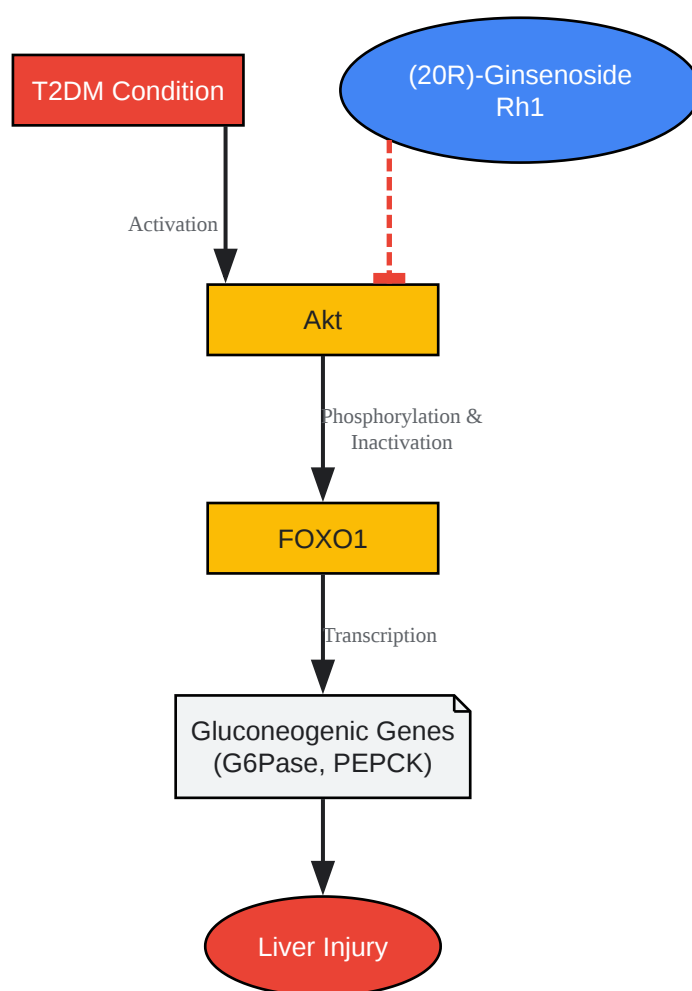 T2DM Condition
(20R)-Ginsenoside
Rh1
Activation
Akt
Phosphorylation &
Inactivation
FOXO1
Transcription
Gluconeogenic Genes
(G6Pase, PEPCK)
Liver Injury